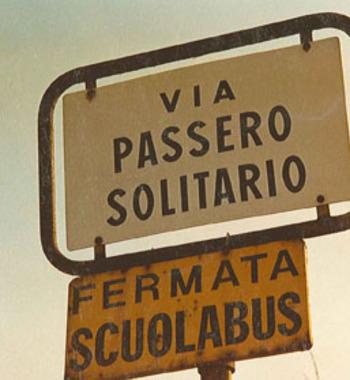 VIA
PASSERO
SOLITARIO
FERMATA
SCUOLABUS